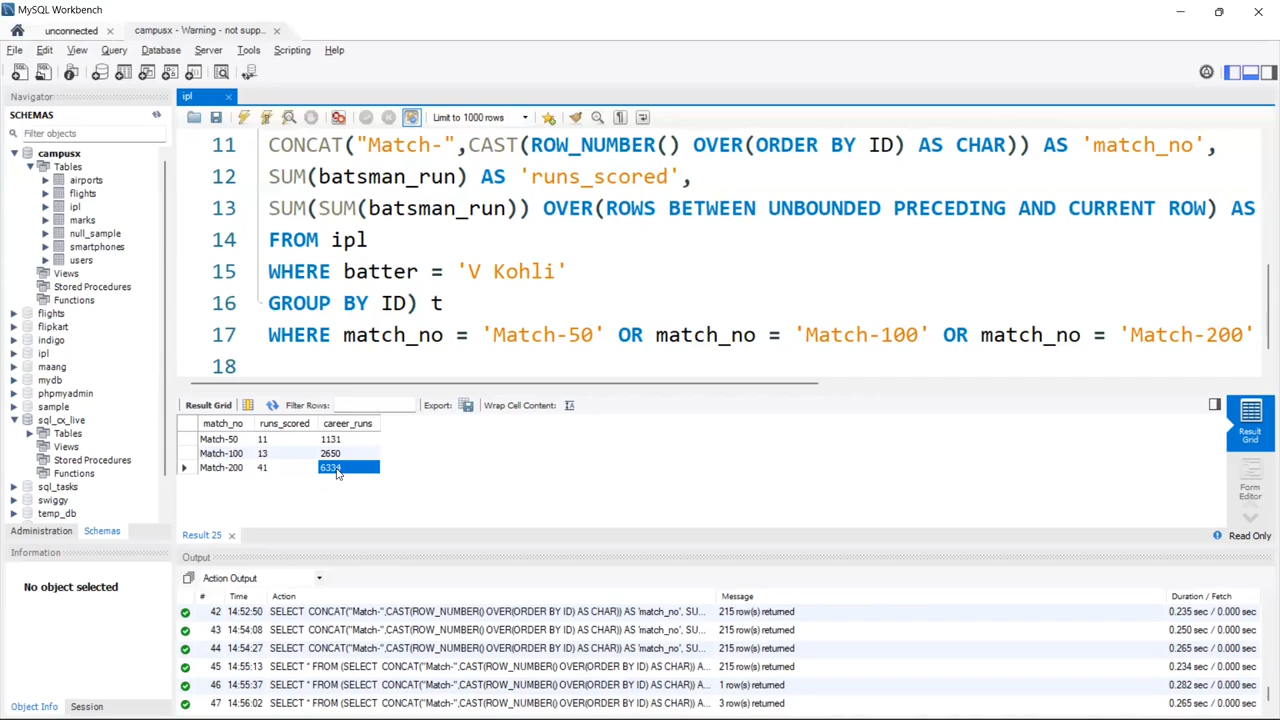 MySQL Workbench
unconnected × campusx - Warning - not supp... ×
File Edit View Query Database Server Tools Scripting Help
Navigator
SCHEMAS
Filter objects
campusx
Tables
airports
flights
ipl
marks
null_sample
smartphones
users
Views
Stored Procedures
Functions
flights
flipkart
indigo
ipl
maang
mydb
phpmyadmin
sample
sql_cx_live
Tables
Views
Stored Procedures
Functions
sql_tasks
swiggy
temp_db
Administration Schemas
Information
No object selected
Object Info Session
ipl ×
Limit to 1000 rows
11 CONCAT("Match-",CAST(ROW_NUMBER() OVER(ORDER BY ID) AS CHAR)) AS 'match_no',
12 SUM(batsman_run) AS 'runs_scored',
13 SUM(SUM(batsman_run)) OVER(ROWS BETWEEN UNBOUNDED PRECEDING AND CURRENT ROW) AS
14 FROM ipl
15 WHERE batter = 'V Kohli'
16 GROUP BY ID) t
17 WHERE match_no = 'Match-50' OR match_no = 'Match-100' OR match_no = 'Match-200'
18
Result Grid Filter Rows: Export: Wrap Cell Content:
match_no runs_scored career_runs
Match-50 11 1131
Match-100 13 2650
Match-200 41
Result Grid
Form Editor
Result 25 ×
Read Only
Output
Action Output
# Time Action Message Duration / Fetch
42 14:52:50 SELECT CONCAT("Match-",CAST(ROW_NUMBER() OVER(ORDER BY ID) AS CHAR)) AS 'match_no', SU... 215 row(s) returned 0.235 sec / 0.000 sec
43 14:54:08 SELECT CONCAT("Match-",CAST(ROW_NUMBER() OVER(ORDER BY ID) AS CHAR)) AS 'match_no', SU... 215 row(s) returned 0.250 sec / 0.000 sec
44 14:54:27 SELECT CONCAT("Match-",CAST(ROW_NUMBER() OVER(ORDER BY ID) AS CHAR)) AS 'match_no', SU... 215 row(s) returned 0.265 sec / 0.000 sec
45 14:55:13 SELECT * FROM (SELECT CONCAT("Match-",CAST(ROW_NUMBER() OVER(ORDER BY ID) AS CHAR)) A... 215 row(s) returned 0.234 sec / 0.000 sec
46 14:55:37 SELECT * FROM (SELECT CONCAT("Match-",CAST(ROW_NUMBER() OVER(ORDER BY ID) AS CHAR)) A... 1 row(s) returned 0.282 sec / 0.000 sec
47 14:56:02 SELECT * FROM (SELECT CONCAT("Match-",CAST(ROW_NUMBER() OVER(ORDER BY ID) AS CHAR)) A... 3 row(s) returned 0.265 sec / 0.000 sec